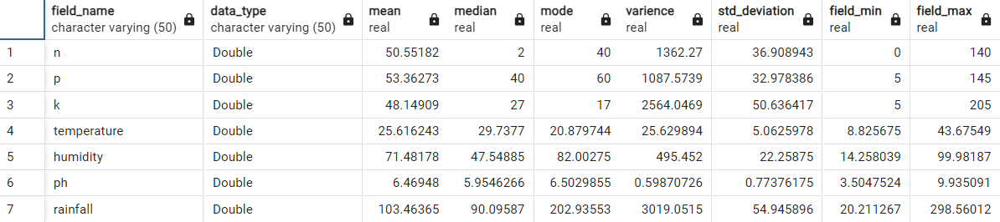 field_name data_type mean median mode varience std_deviation field_min field_max
character varying (50) character varying (50) real real real real real real real
1 n Double 50.55182 2 40 1362.27 36.908943 0 140
2 p Double 53.36273 40 60 1087.5739 32.978386 5 145
3 k Double 48.14909 27 17 2564.0469 50.636417 5 205
4 temperature Double 25.616243 29.7377 20.879744 25.629894 5.0625978 8.825675 43.67549
5 humidity Double 71.48178 47.54885 82.00275 495.452 22.25875 14.258039 99.98187
6 ph Double 6.46948 5.9546266 6.5029855 0.59870726 0.77376175 3.5047524 9.935091
7 rainfall Double 103.46365 90.09587 202.93553 3019.0515 54.945896 20.211267 298.56012